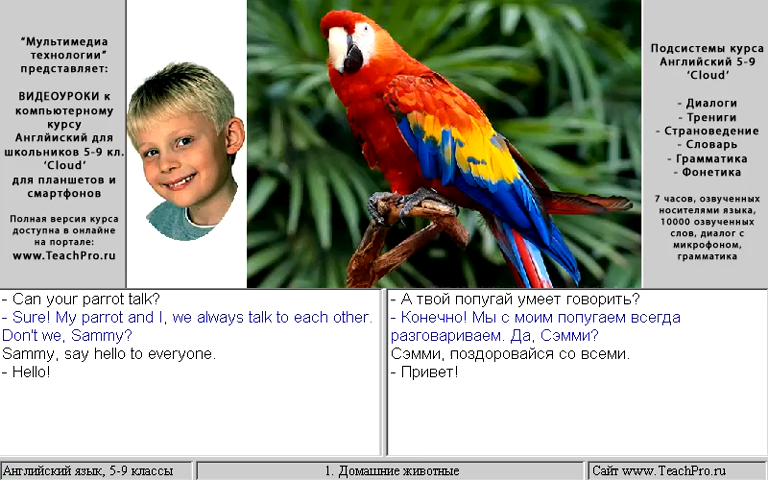 “Мультимедиа
технологии”
представляет:
ВИДЕОУРОКИ к
компьютерному
курсу
Английский для
школьников 5-9 кл.
‘Cloud’
для планшетов и
смартфонов
Полная версия курса
доступна в онлайне
на портале:
www.TeachPro.ru
Подсистемы курса
Английский 5-9
‘Cloud’
- Диалоги
- Трениги
- Страноведение
- Словарь
- Грамматика
- Фонетика
7 часов, озвученных
носителями языка,
10000 озвученных
слов, диалог с
микрофоном,
грамматика
- Can your parrot talk?
- Sure! My parrot and I, we always talk to each other.
Don't we, Sammy?
Sammy, say hello to everyone.
- Hello!
- А твой попугай умеет говорить?
- Конечно! Мы с моим попугаем всегда
разговариваем. Да, Сэмми?
Сэмми, поздоровайся со всеми.
- Привет!
Английский язык, 5-9 классы
1. Домашние животные
Сайт www.TeachPro.ru